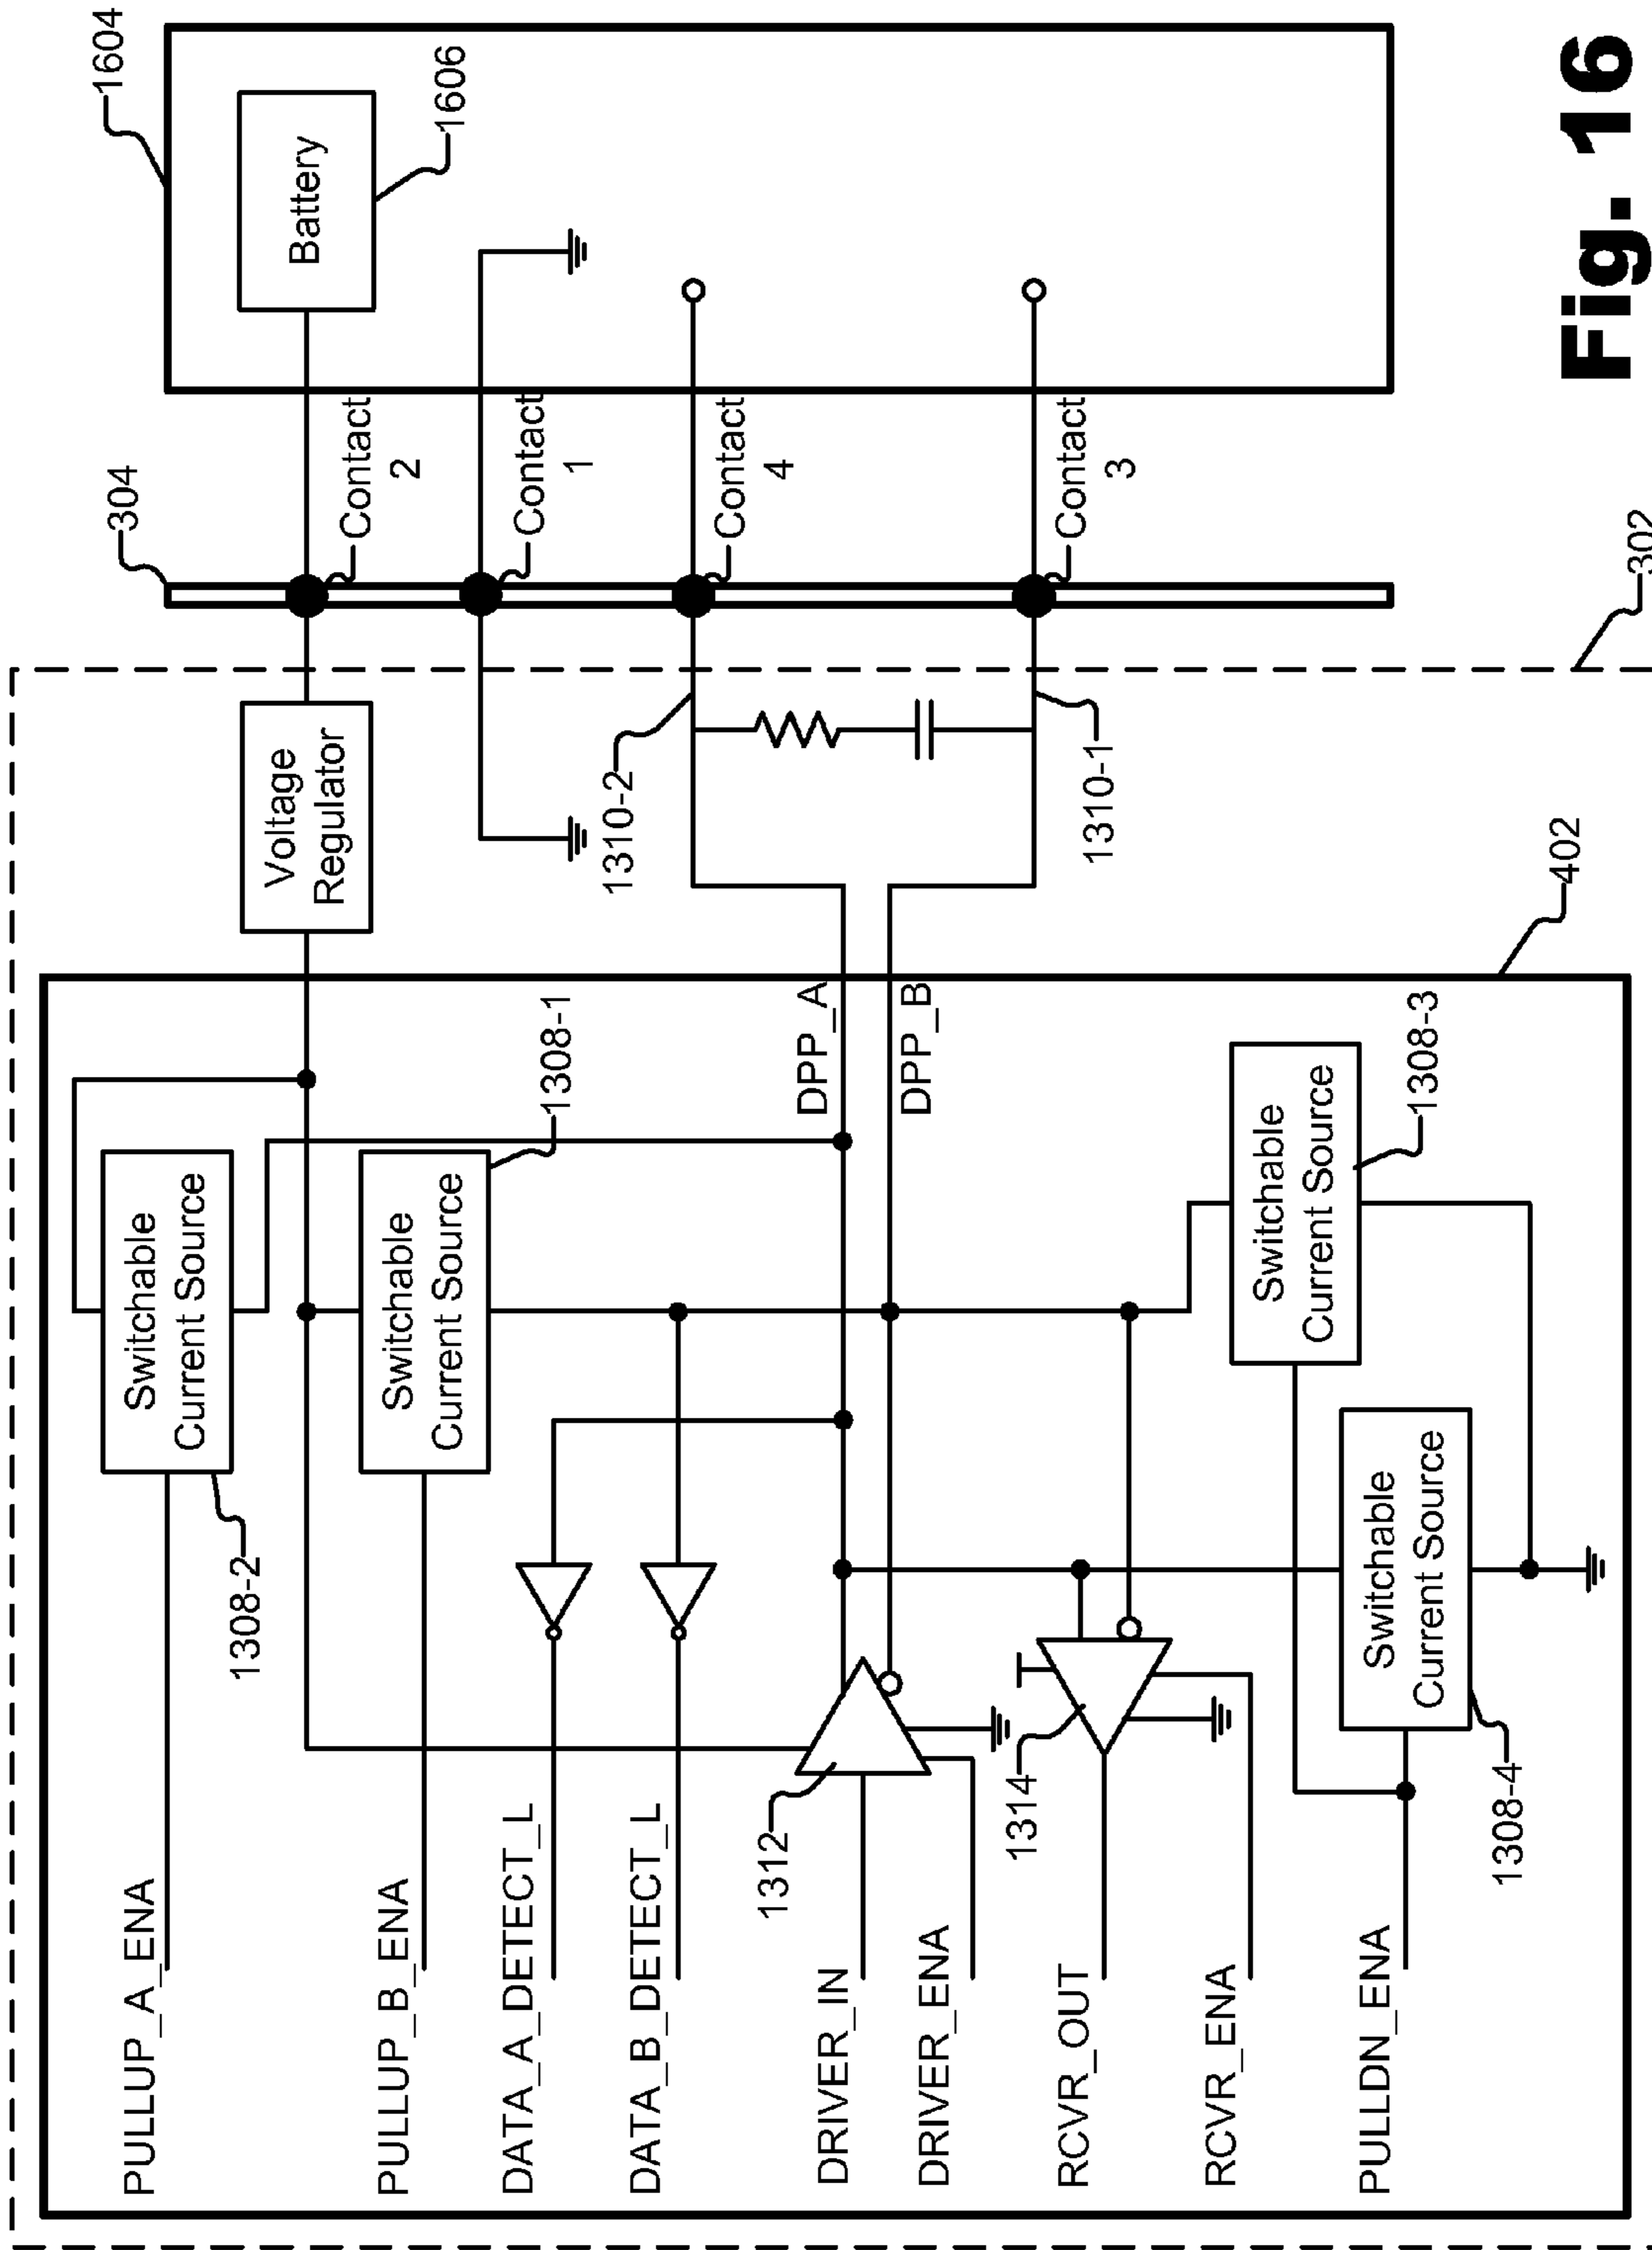 PULLUP_A_ENA
PULLUP_B_ENA
DATA_A_DETECT_L
DATA_B_DETECT_L
DRIVER_IN
DRIVER_ENA
RCVR_OUT
RCVR_ENA
PULLDN_ENA
1308-2
Switchable
Current Source
Switchable
Current Source
1308-1
1312
1314
Switchable
Current Source
1308-4
Switchable
Current Source
1308-3
DPP_A
DPP_B
402
Voltage
Regulator
1310-2
1310-1
302
304
Contact
2
Contact
1
Contact
4
Contact
3
1604
Battery
1606
Fig. 16